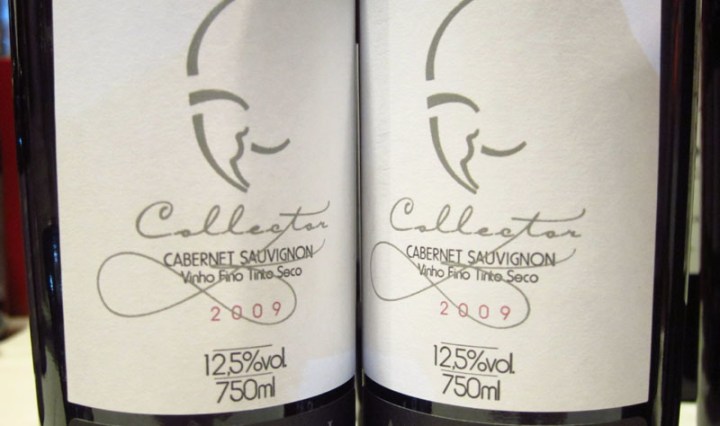 Collector
CABERNET SAUVIGNON
Vinho Fino Tinto Seco
2009
12,5%vol.
750ml
Collector
CABERNET SAUVIGNON
Vinho Fino Tinto Seco
2009
12,5%vol.
750ml